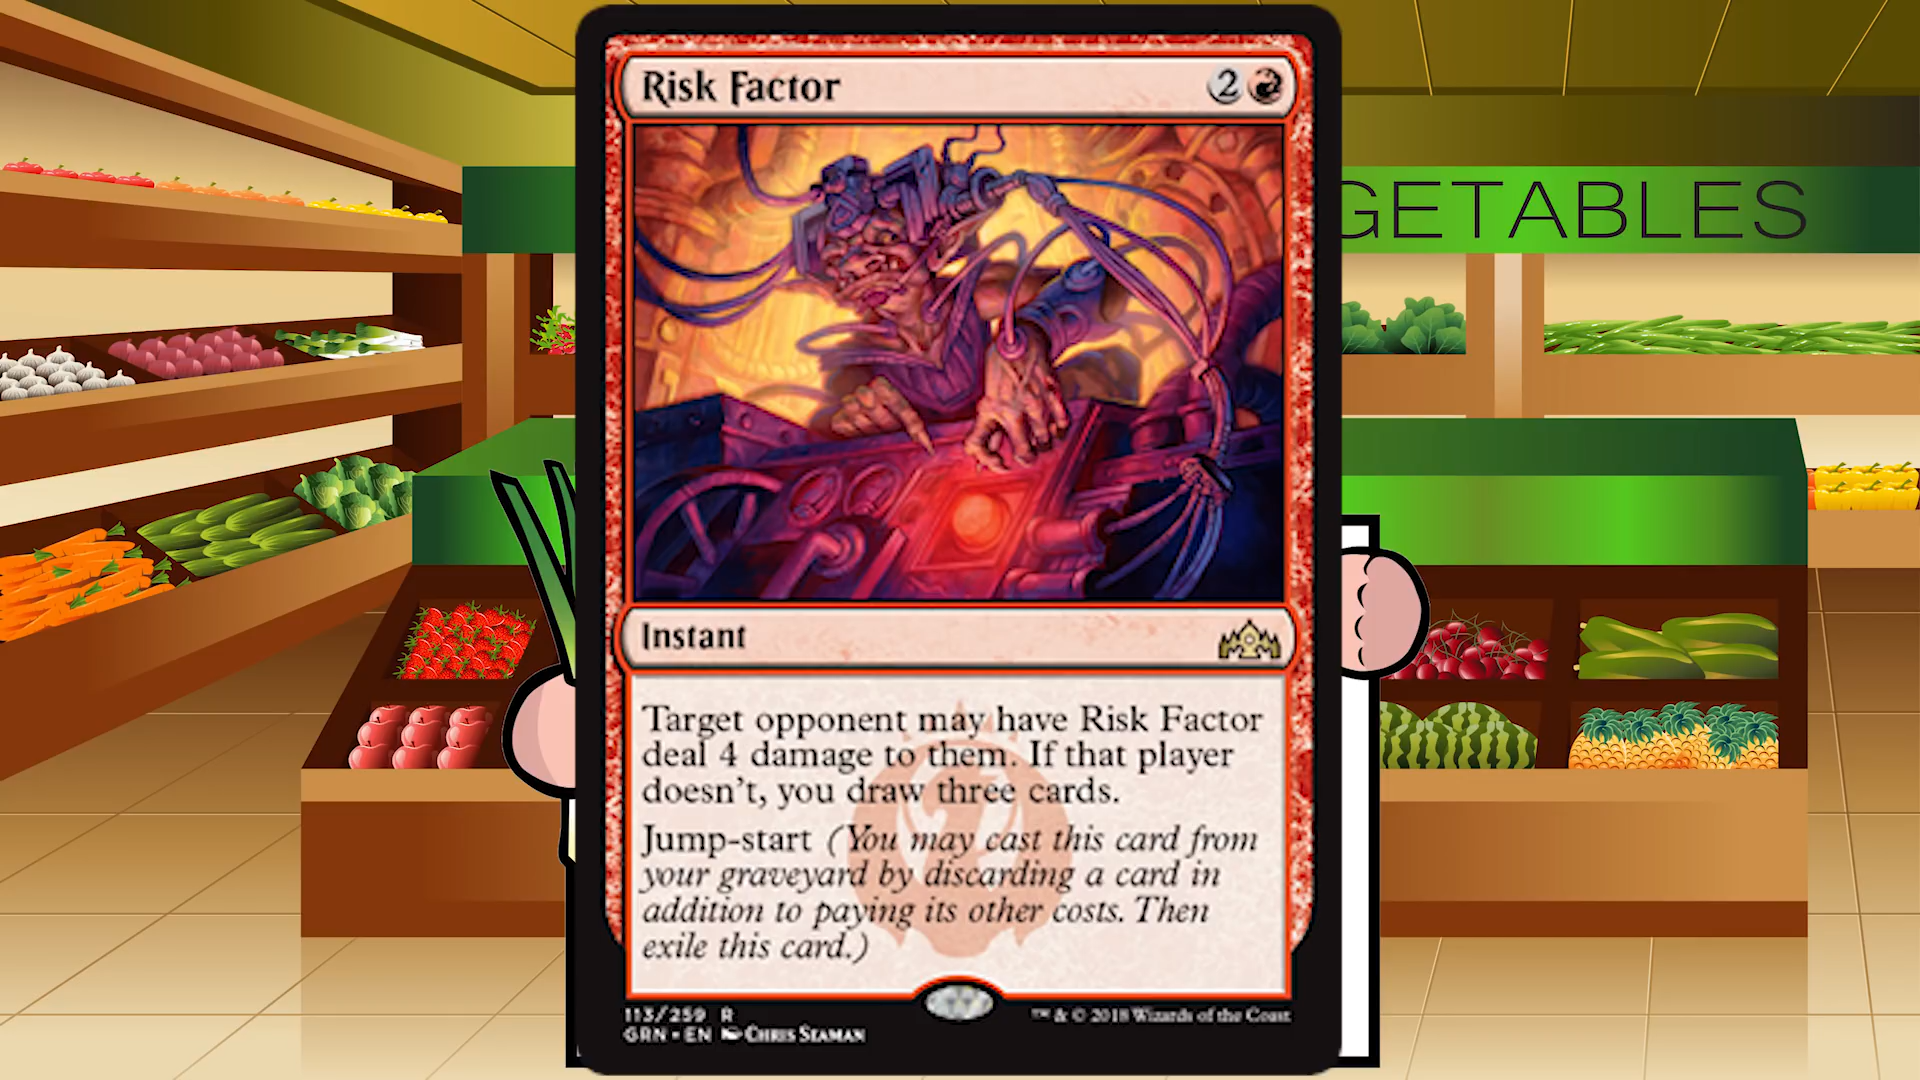 Risk Factor 2
GETABLES
Instant
Target opponent may have Risk Factor
deal 4 damage to them. If that player
doesn't, you draw three cards.
Jump-start (You may cast this card from
your graveyard by discarding a card in
addition to paying its other costs. Then
exile this card.)
113/259 R
GRN • EN CHRIS SEAMAN
™ & © 2018 Wizards of the Coast